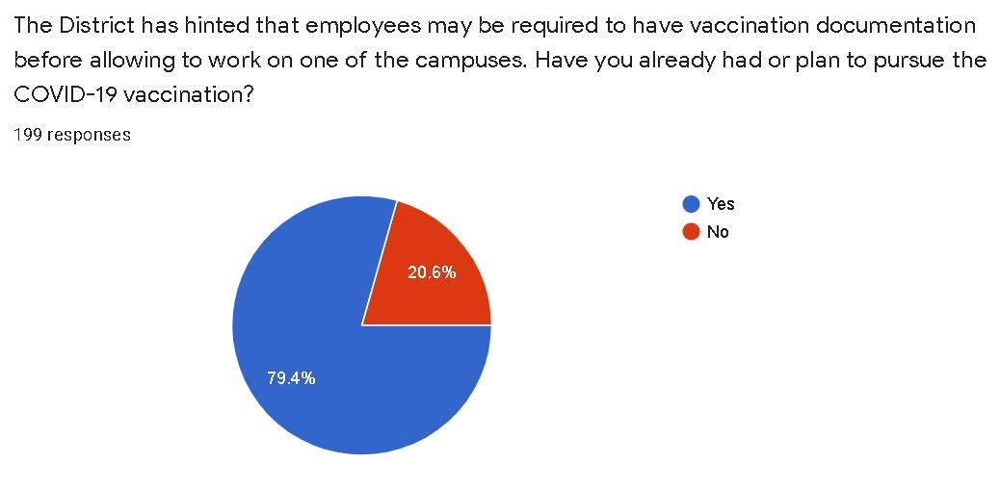 The District has hinted that employees may be required to have vaccination documentation
before allowing to work on one of the campuses. Have you already had or plan to pursue the
COVID-19 vaccination?
199 responses
Yes
No
20.6%
79.4%